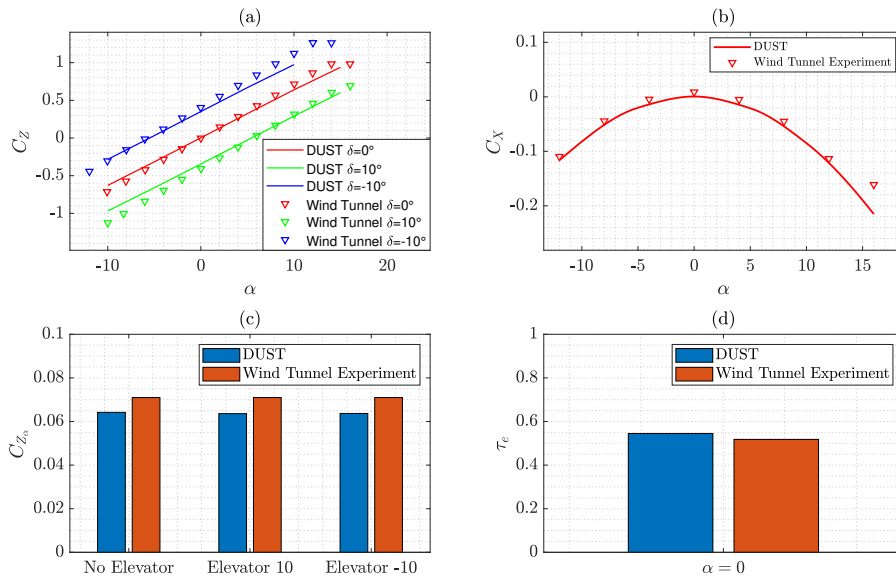 (a)
1
0.5
0
-0.5
-1
C_Z
-10
0
10
20
α
DUST δ=0°
DUST δ=10°
DUST δ=-10°
Wind Tunnel δ=0°
Wind Tunnel δ=10°
Wind Tunnel δ=-10°
(b)
0.1
0
-0.1
-0.2
C_X
-10
-5
0
5
10
15
α
DUST
Wind Tunnel Experiment
(c)
0.1
0.08
0.06
0.04
0.02
0
C_{Z_α}
No Elevator
Elevator 10
Elevator -10
DUST
Wind Tunnel Experiment
(d)
1
0.8
0.6
0.4
0.2
0
τ_e
α = 0
DUST
Wind Tunnel Experiment